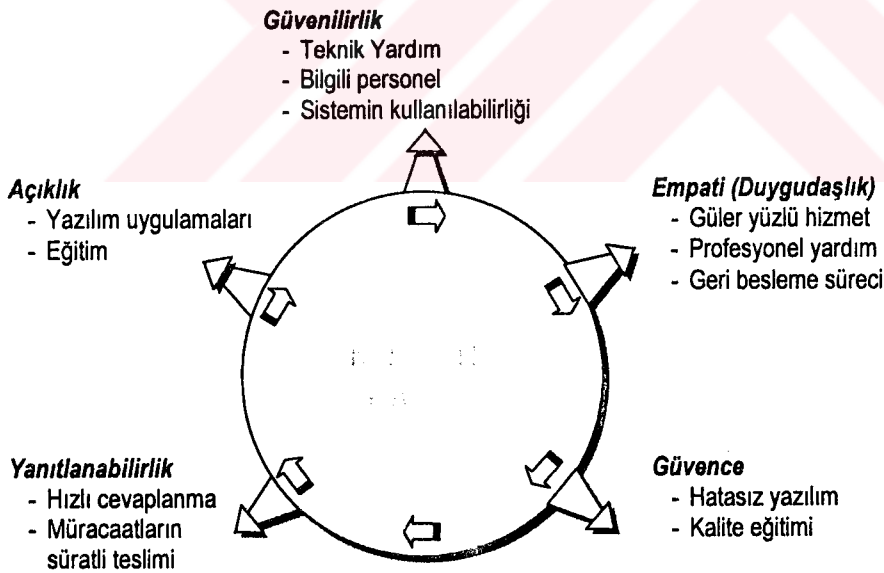 Güvenilirlik
- Teknik Yardım
- Bilgili personel
- Sistemin kullanılabilirliği
Açıklık
- Yazılım uygulamaları
- Eğitim
Empati (Duygudaşlık)
- Güler yüzlü hizmet
- Profesyonel yardım
- Geri besleme süreci
Yanıtlanabilirlik
- Hızlı cevaplanma
- Müracaatların
süratli teslimi
Güvence
- Hatasız yazılım
- Kalite eğitimi